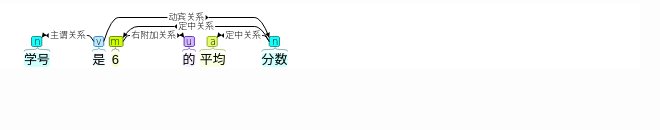 动宾关系
定中关系
主谓关系 右附加关系 定中关系
n v m u a n
学号 是 6 的 平均 分数